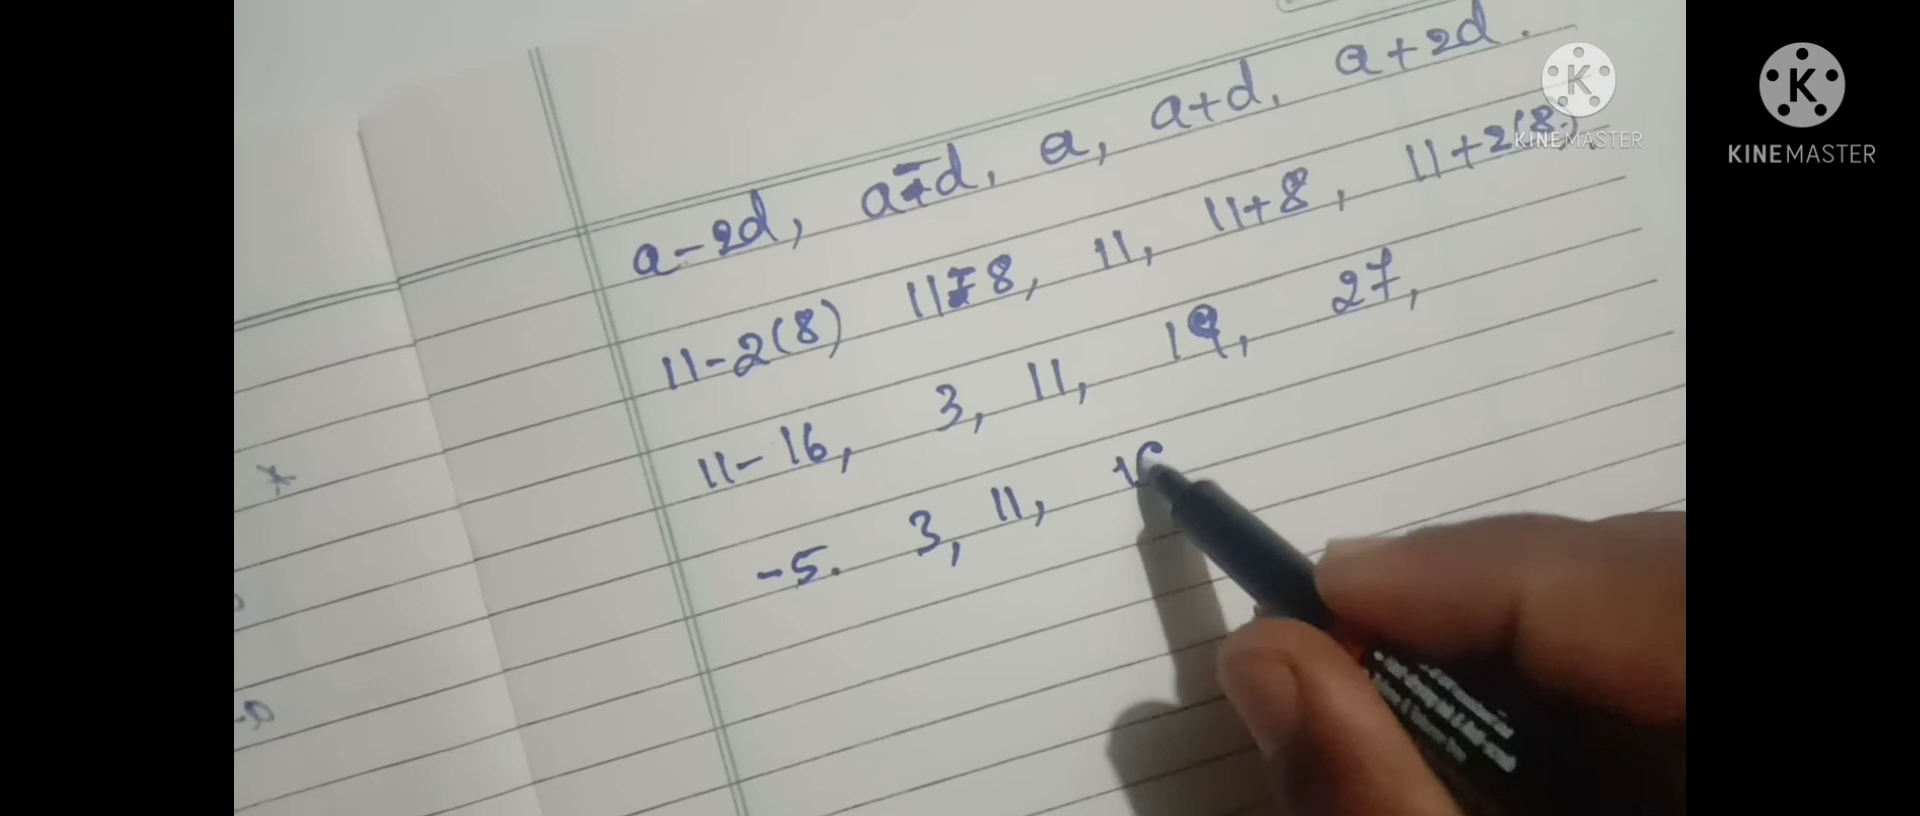 a-2d, a-d, a, a+d, a+2d.
11-2(8) 11-8, 11, 11+8, 11+2(8).
11-16, 3, 11, 19, 27,
-5. 3, 11, 19
KINEMASTER
KINEMASTER